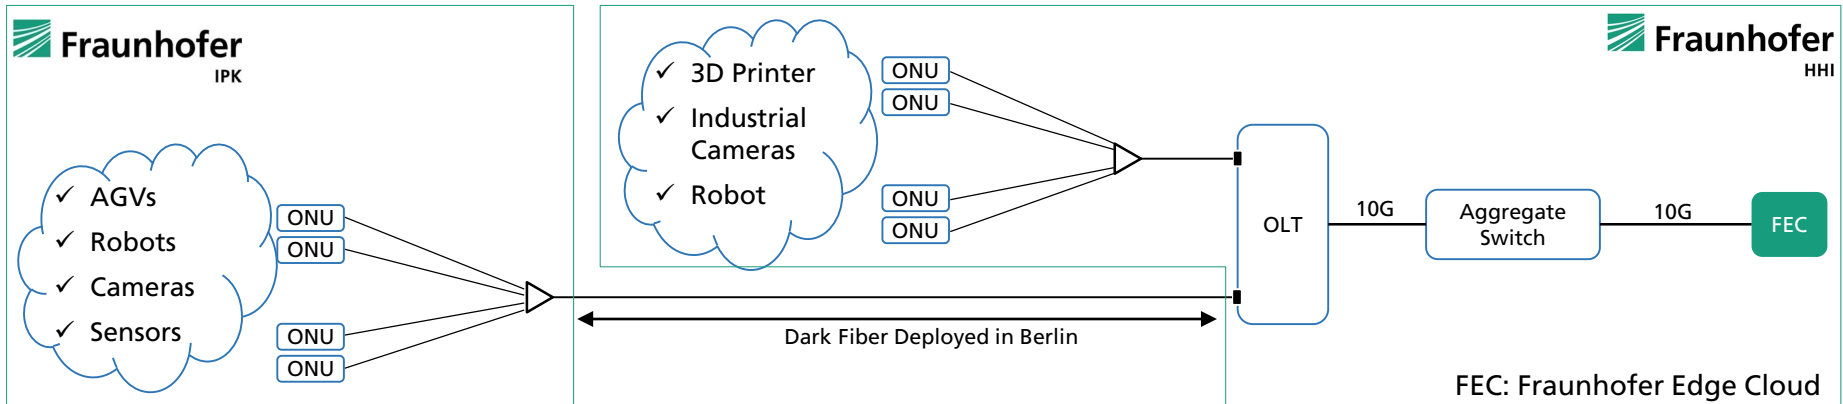 Fraunhofer
IPK
✓ AGVs
✓ Robots
✓ Cameras
✓ Sensors
ONU
ONU
ONU
ONU
Dark Fiber Deployed in Berlin
✓ 3D Printer
✓ Industrial
Cameras
✓ Robot
ONU
ONU
ONU
ONU
OLT
10G
Aggregate
Switch
10G
FEC
Fraunhofer
HHI
FEC: Fraunhofer Edge Cloud